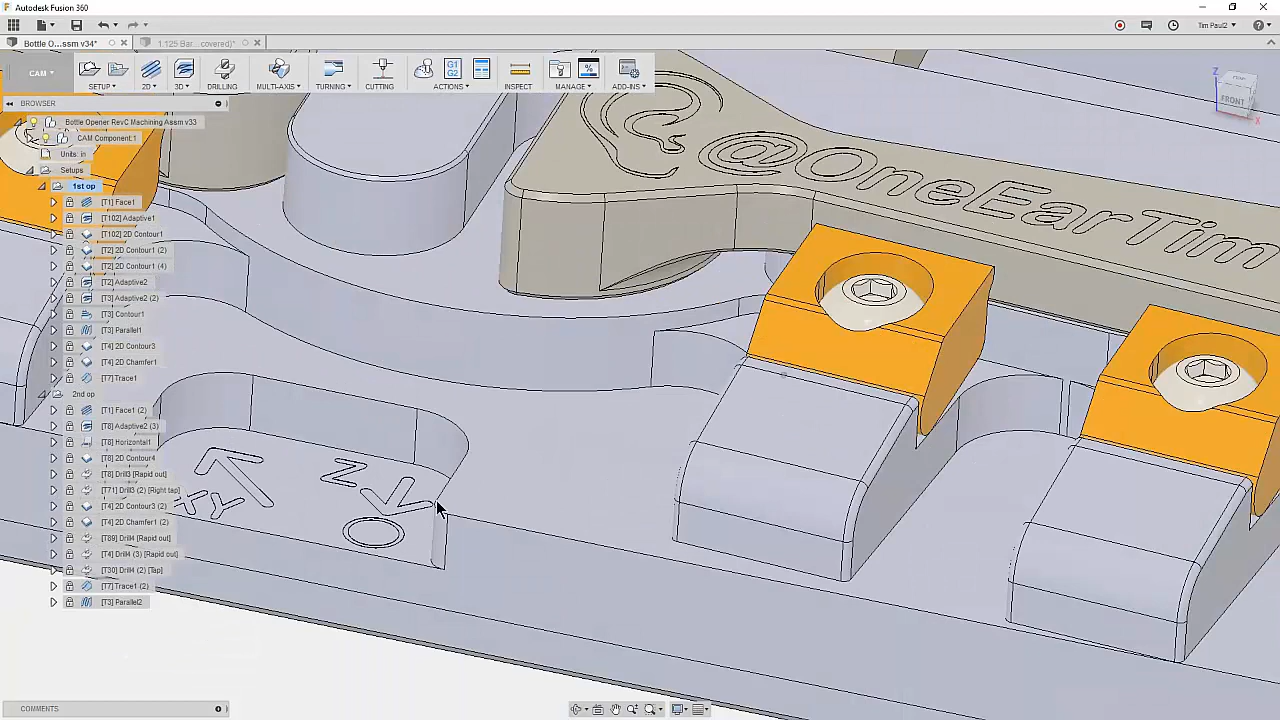 Autodesk Fusion 360
Tim Paul2
Bottle O...ssm v34*
1.125 Bar...covered)*
CAM
SETUP
2D
3D
DRILLING
MULTI-AXIS
TURNING
CUTTING
G1
G2
ACTIONS
INSPECT
MANAGE
ADD-INS
BROWSER
Bottle Opener RevC Machining Assm v33
CAM Component:1
Units: in
Setups
1st op
[T1] Face1
[T102] Adaptive1
[T102] 2D Contour1
[T2] 2D Contour1 (2)
[T2] 2D Contour1 (4)
[T2] Adaptive2
[T3] Adaptive2 (2)
[T3] Contour1
[T3] Parallel1
[T4] 2D Contour3
[T4] 2D Chamfer1
[T7] Trace1
2nd op
[T1] Face1 (2)
[T8] Adaptive2 (3)
[T8] Horizontal1
[T8] 2D Contour4
[T8] Drill3 [Rapid out]
[T71] Drill3 (2) [Right tap]
[T4] 2D Contour3 (2)
[T4] 2D Chamfer1 (2)
[T89] Drill4 [Rapid out]
[T4] Drill4 (3) [Rapid out]
[T30] Drill4 (2) [Tap]
[T7] Trace1 (2)
[T3] Parallel2
Z
FRONT
X
@OneEarTim
Z
XY
COMMENTS